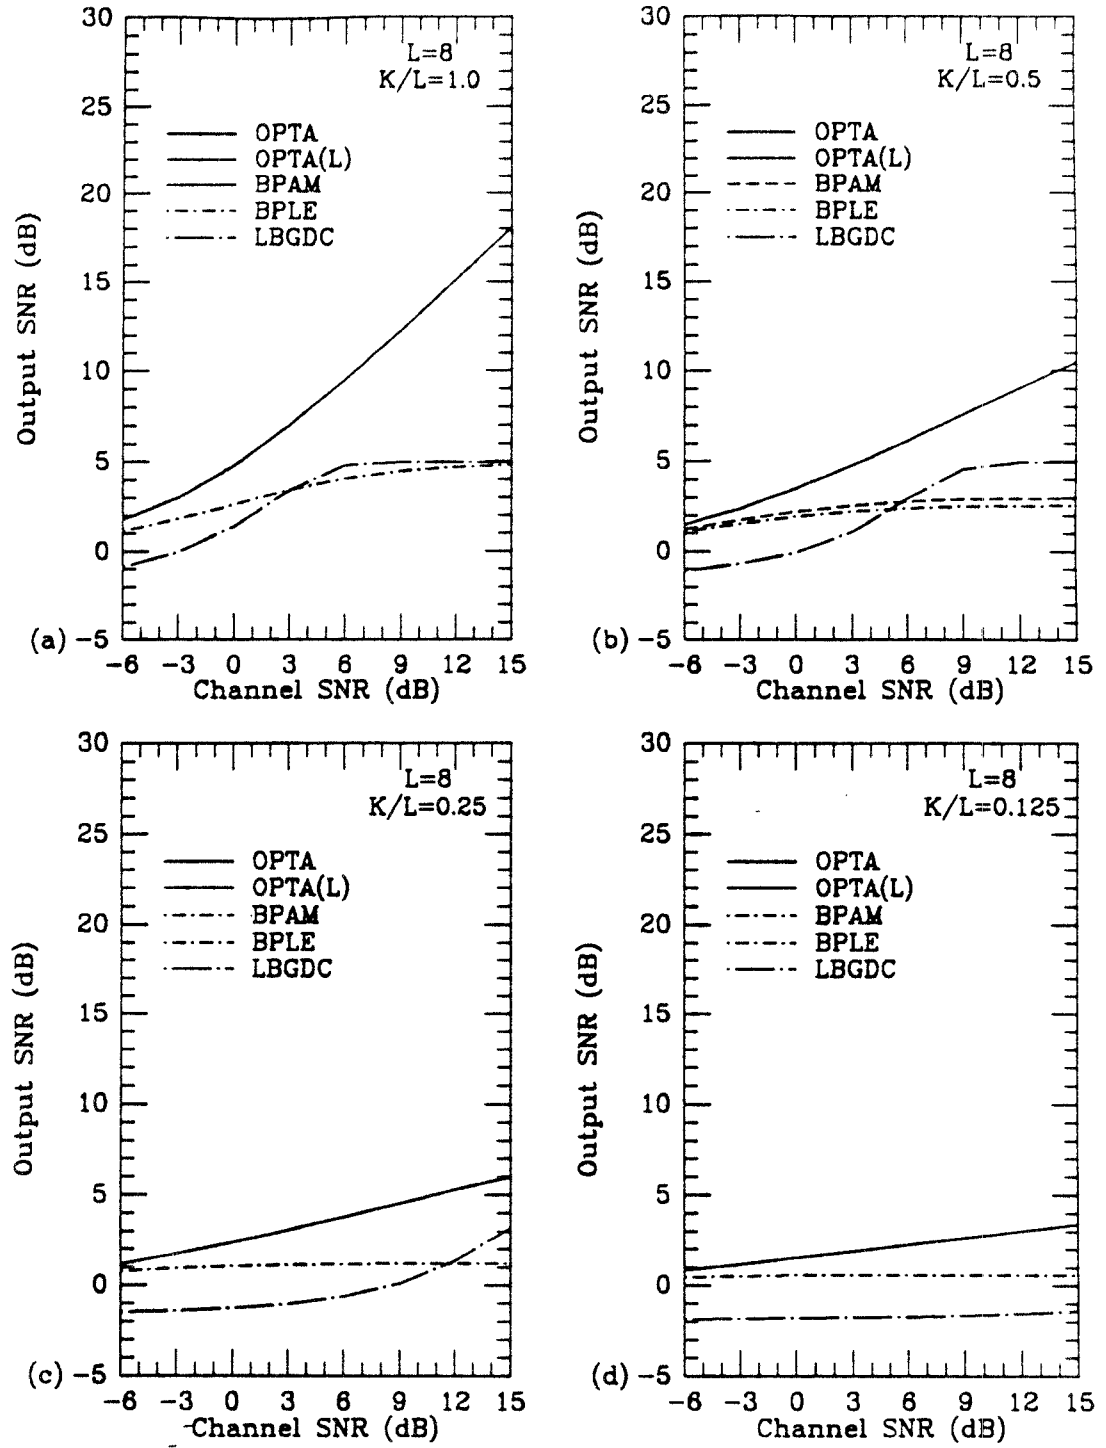 L=8
K/L=1.0
OPTA
OPTA(L)
BPAM
BPLE
LBGDC
Output SNR (dB)
30
25
20
15
10
5
0
-5
(a)
-6 -3 0 3 6 9 12 15
Channel SNR (dB)
L=8
K/L=0.5
OPTA
OPTA(L)
BPAM
BPLE
LBGDC
Output SNR (dB)
30
25
20
15
10
5
0
-5
(b)
-6 -3 0 3 6 9 12 15
Channel SNR (dB)
L=8
K/L=0.25
OPTA
OPTA(L)
BPAM
BPLE
LBGDC
Output SNR (dB)
30
25
20
15
10
5
0
-5
(c)
-6 -3 0 3 6 9 12 15
Channel SNR (dB)
L=8
K/L=0.125
OPTA
OPTA(L)
BPAM
BPLE
LBGDC
Output SNR (dB)
30
25
20
15
10
5
0
-5
(d)
-6 -3 0 3 6 9 12 15
Channel SNR (dB)